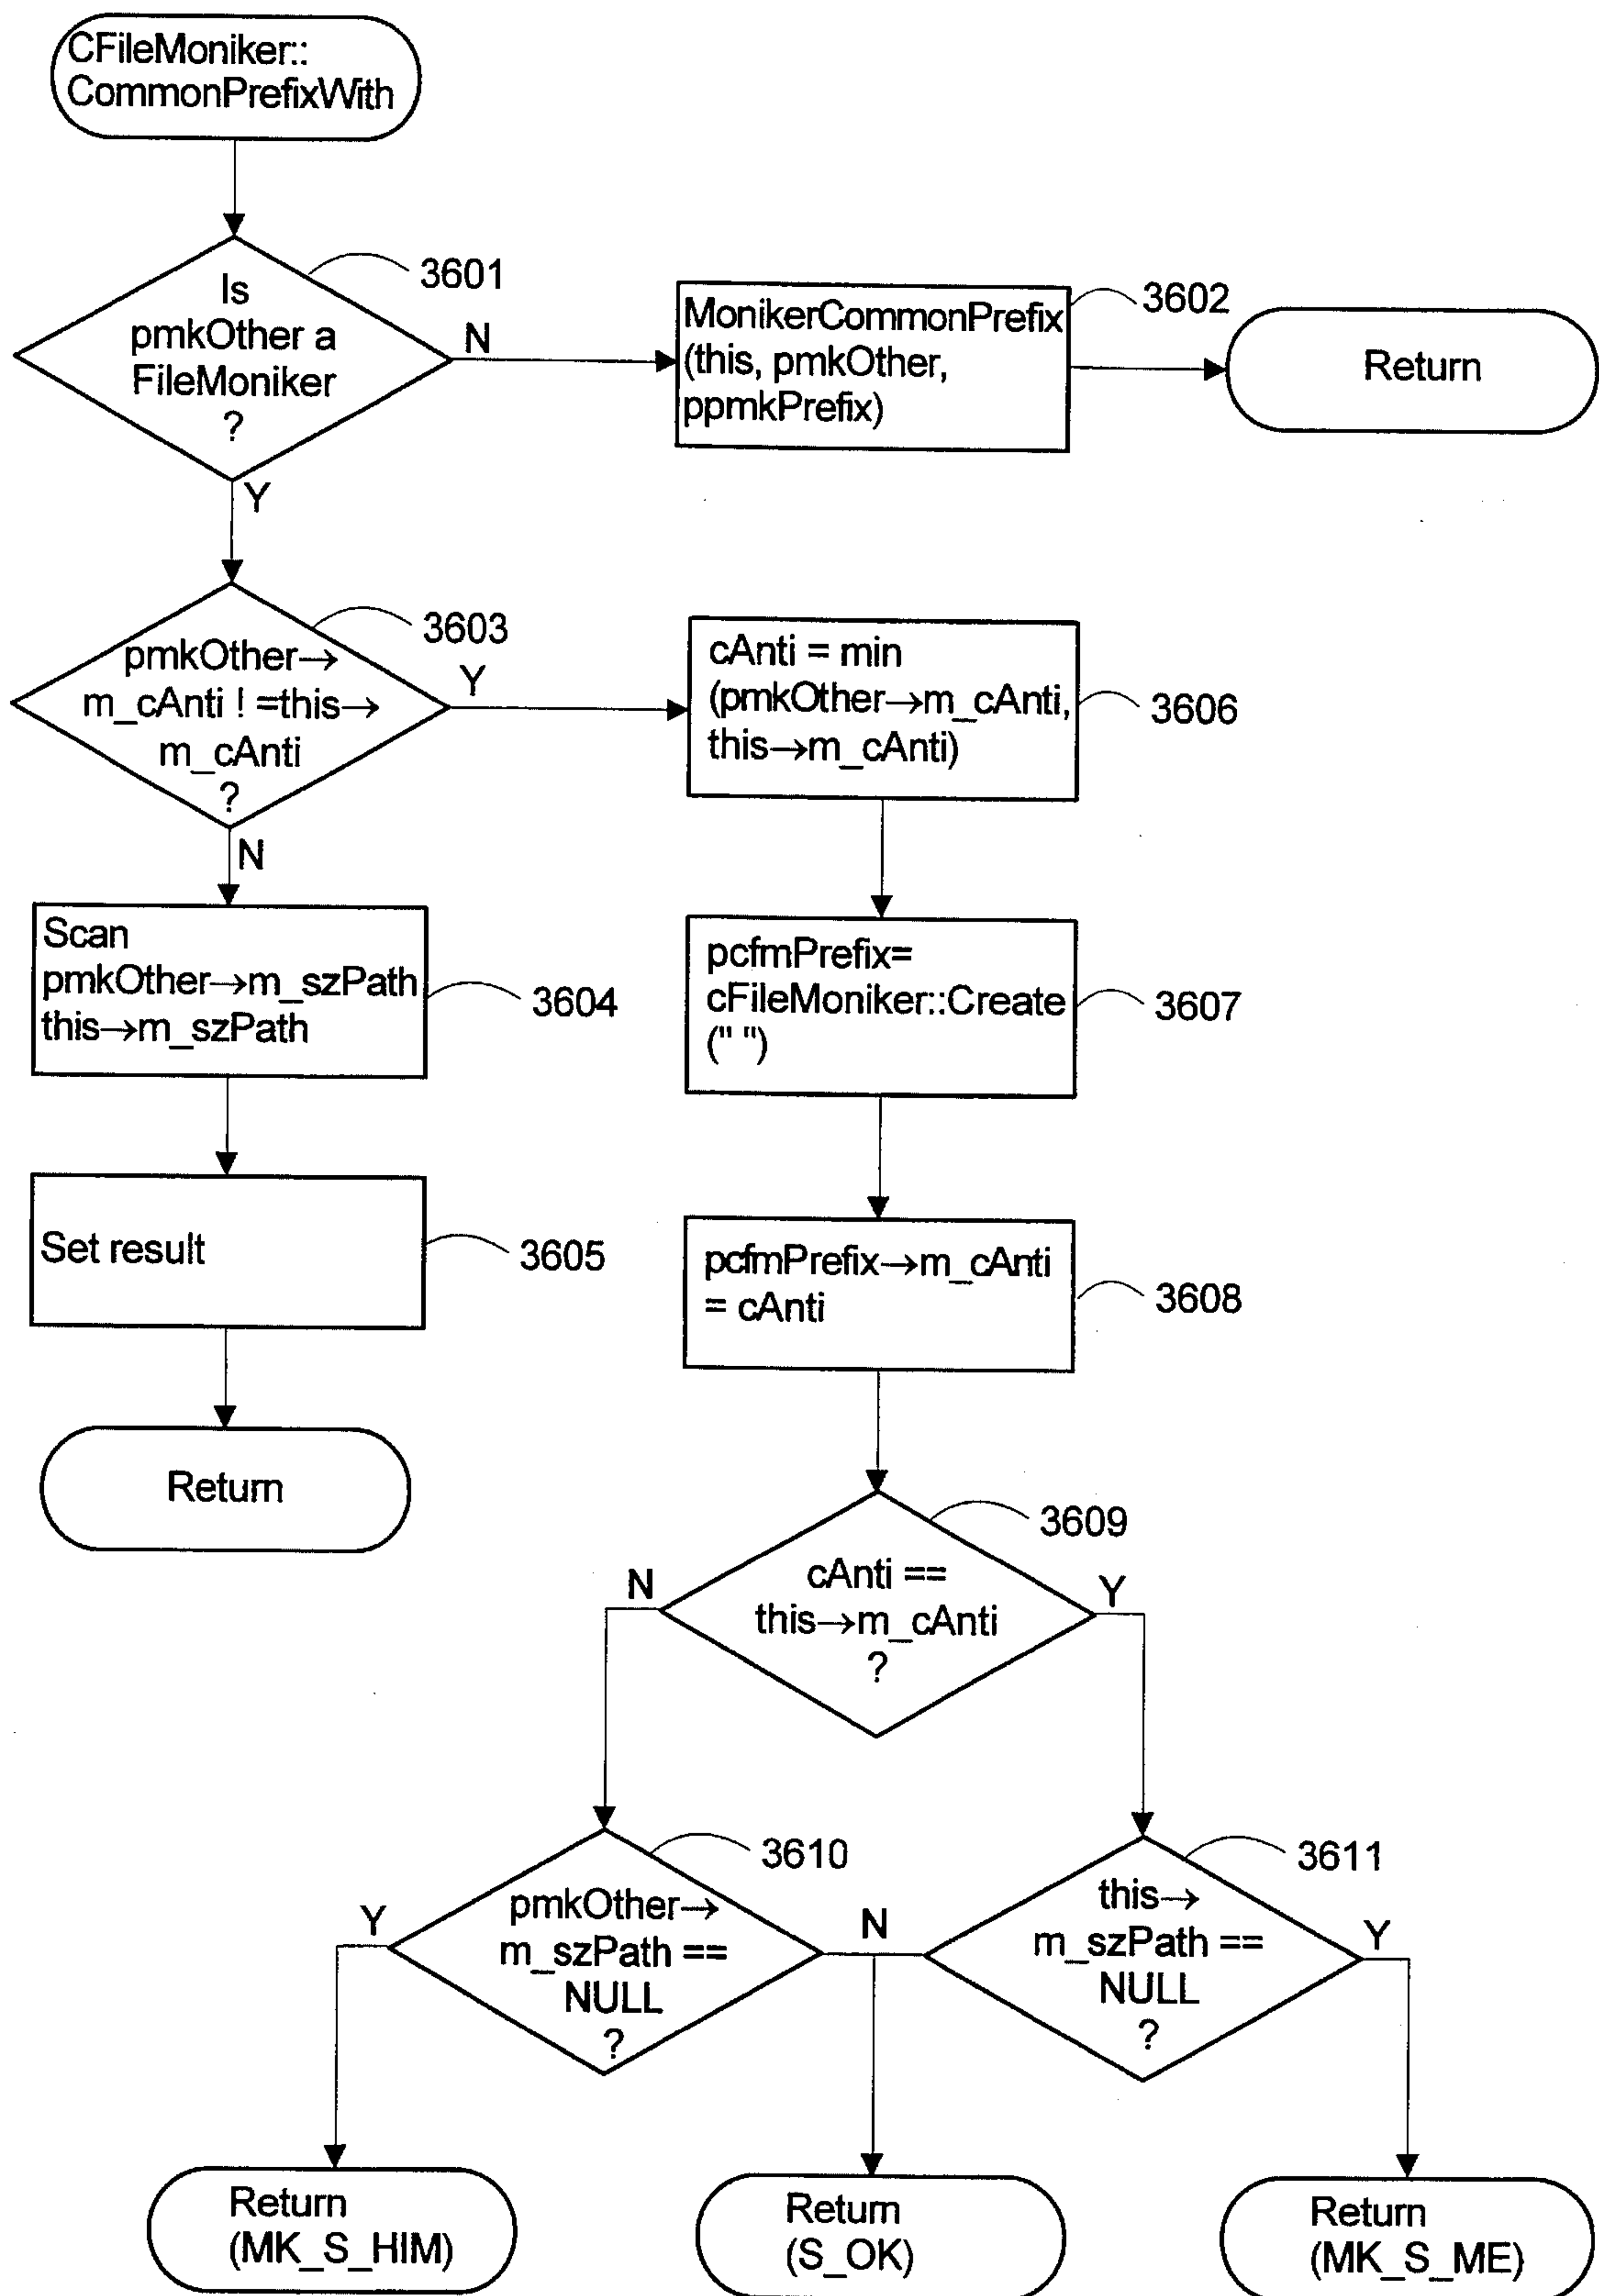 CFileMoniker::
CommonPrefixWith
3601
Is
pmkOther a
FileMoniker
?
N
MonikerCommonPrefix
(this, pmkOther,
ppmkPrefix)
3602
Return
Y
3603
pmkOther→
m_cAnti ! =this→
m_cAnti
?
Y
cAnti = min
(pmkOther→m_cAnti,
this→m_cAnti)
3606
N
Scan
pmkOther→m_szPath
this→m_szPath
3604
pcfmPrefix=
cFileMoniker::Create
(" ")
3607
Set result
3605
pcfmPrefix→m_cAnti
= cAnti
3608
Return
3609
cAnti ==
this→m_cAnti
?
N
Y
3610
pmkOther→
m_szPath ==
NULL
?
Y
N
3611
this→
m_szPath ==
NULL
?
Y
Return
(MK_S_HIM)
Return
(S_OK)
Return
(MK_S_ME)